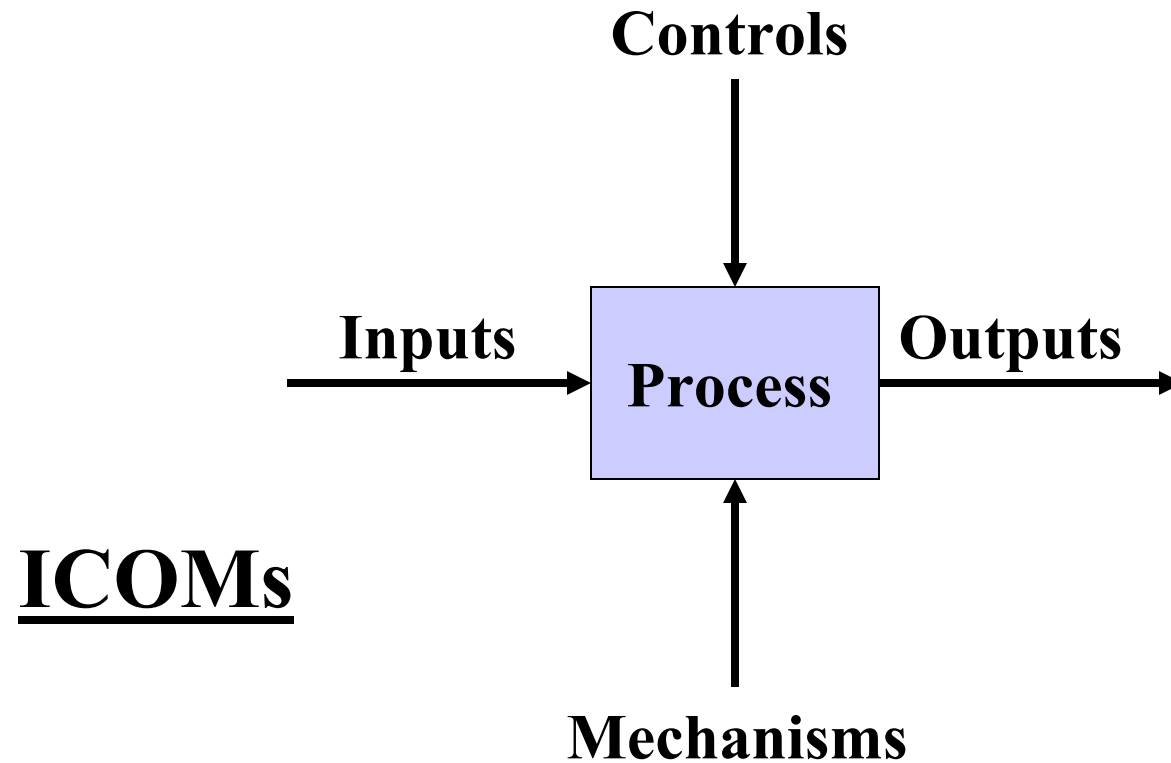 Controls
Inputs
Outputs
Process
ICOMs
Mechanisms